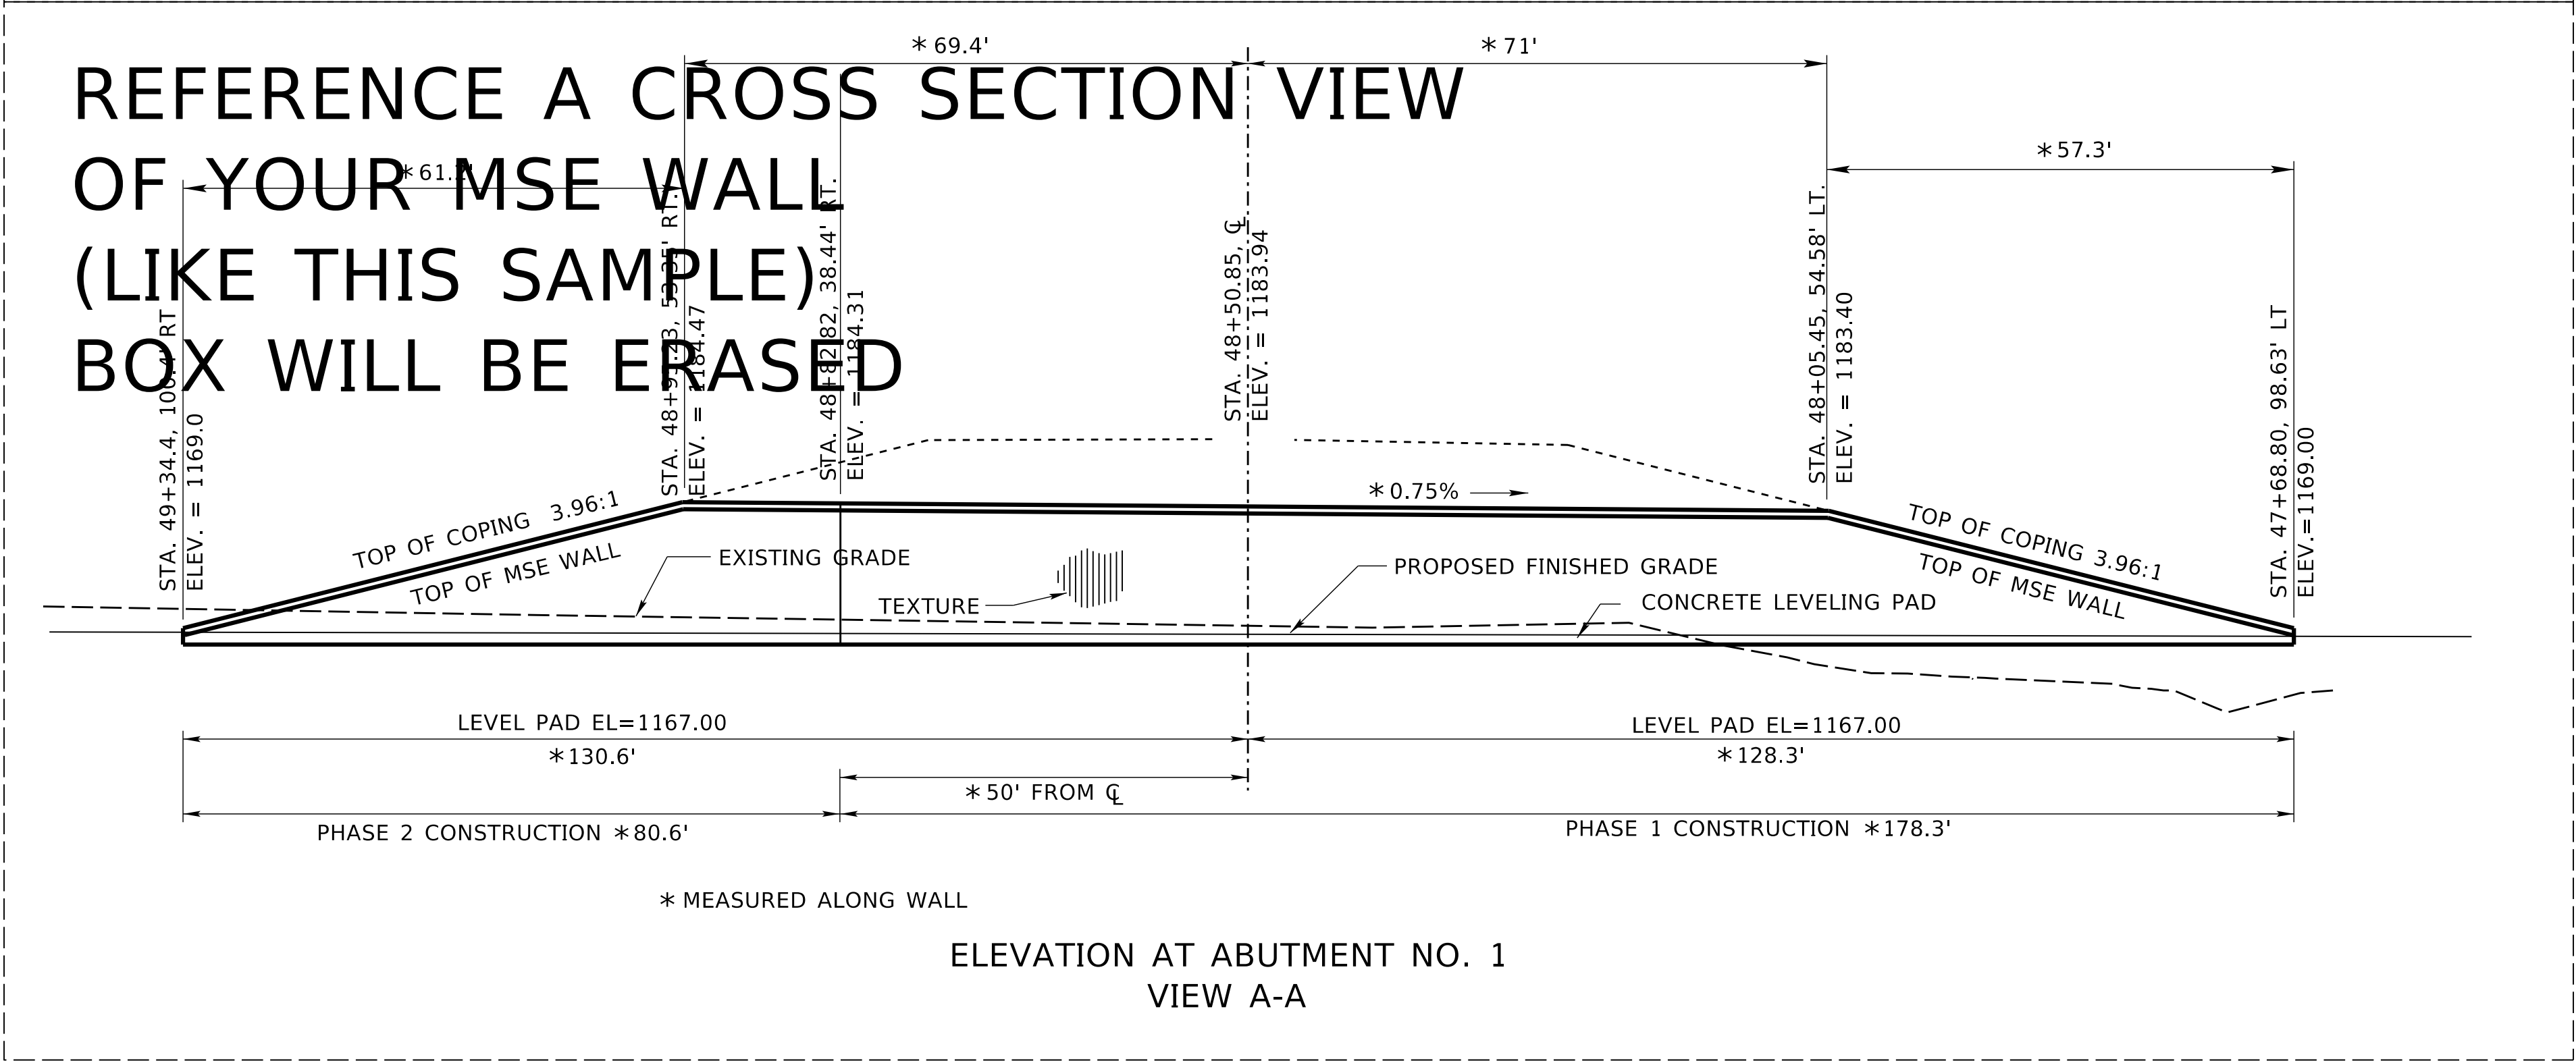 * 69.4'
* 71'
REFERENCE A CROSS SECTION VIEW
OF YOUR MSE WALL
(LIKE THIS SAMPLE)
BOX WILL BE ERASED
* 57.3'
STA. 49+34.4, RT
ELEV. = 1169.0
STA. RT.
ELEV. = 1184.47
STA. 38.44' RT.
ELEV. = 1184.31
STA. 48+50.85, ℄
ELEV. = 1183.94
STA. 48+05.45, 54.58' LT.
ELEV. = 1183.40
STA. 47+68.80, 98.63' LT
ELEV.=1169.00
TOP OF COPING 3.96:1
TOP OF MSE WALL
* 0.75%
TOP OF COPING 3.96:1
TOP OF MSE WALL
EXISTING GRADE
TEXTURE
PROPOSED FINISHED GRADE
CONCRETE LEVELING PAD
LEVEL PAD EL=1167.00
* 130.6'
LEVEL PAD EL=1167.00
* 128.3'
* 50' FROM ℄
PHASE 2 CONSTRUCTION * 80.6'
PHASE 1 CONSTRUCTION * 178.3'
* MEASURED ALONG WALL
ELEVATION AT ABUTMENT NO. 1
VIEW A-A